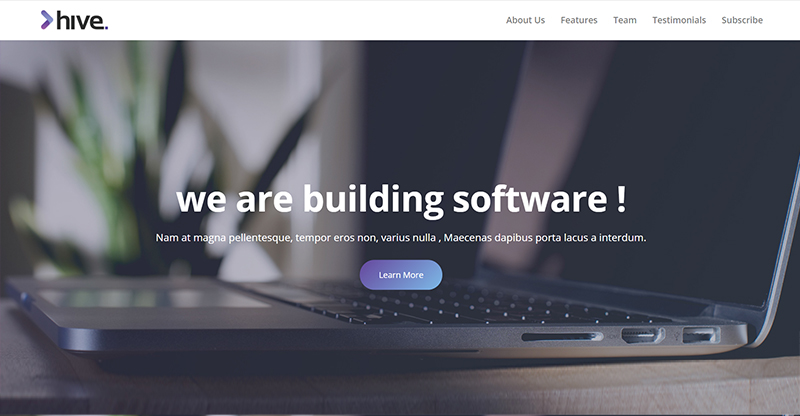 hive.
About Us Features Team Testimonials Subscribe
we are building software !
Nam at magna pellentesque, tempor eros non, varius nulla , Maecenas dapibus porta lacus a interdum.
Learn More